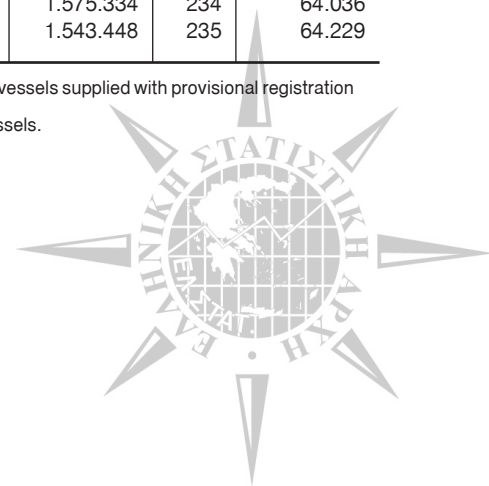 1.575.334 234 64.036
1.543.448 235 64.229
vessels supplied with provisional registration
ΕΛΛΗΝΙΚΗ ΣΤΑΤΙΣΤΙΚΗ ΑΡΧΗ
ΕΛΣΤΑΤ.